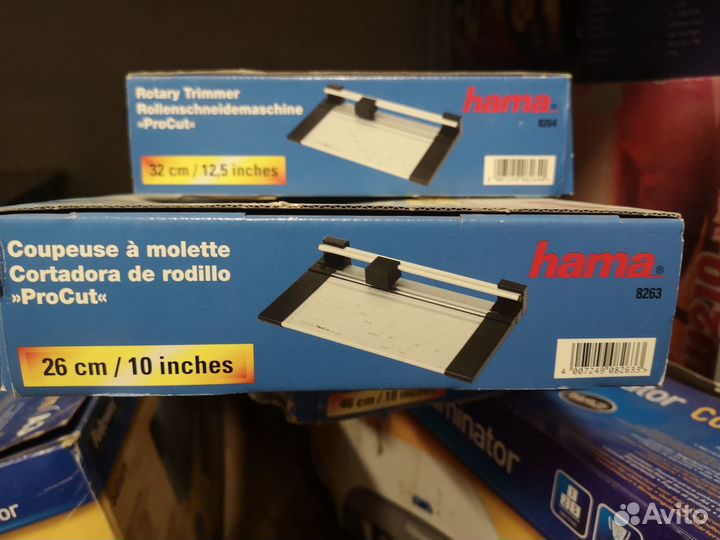 Rotary Trimmer
Rollenschneidemaschine
»ProCut«
32 cm / 12,5 inches
hama®
8264
Coupeuse à molette
Cortadora de rodillo
»ProCut«
26 cm / 10 inches
hama®
8263
4 007249 082633 >
46 cm / 18 inches
Avito